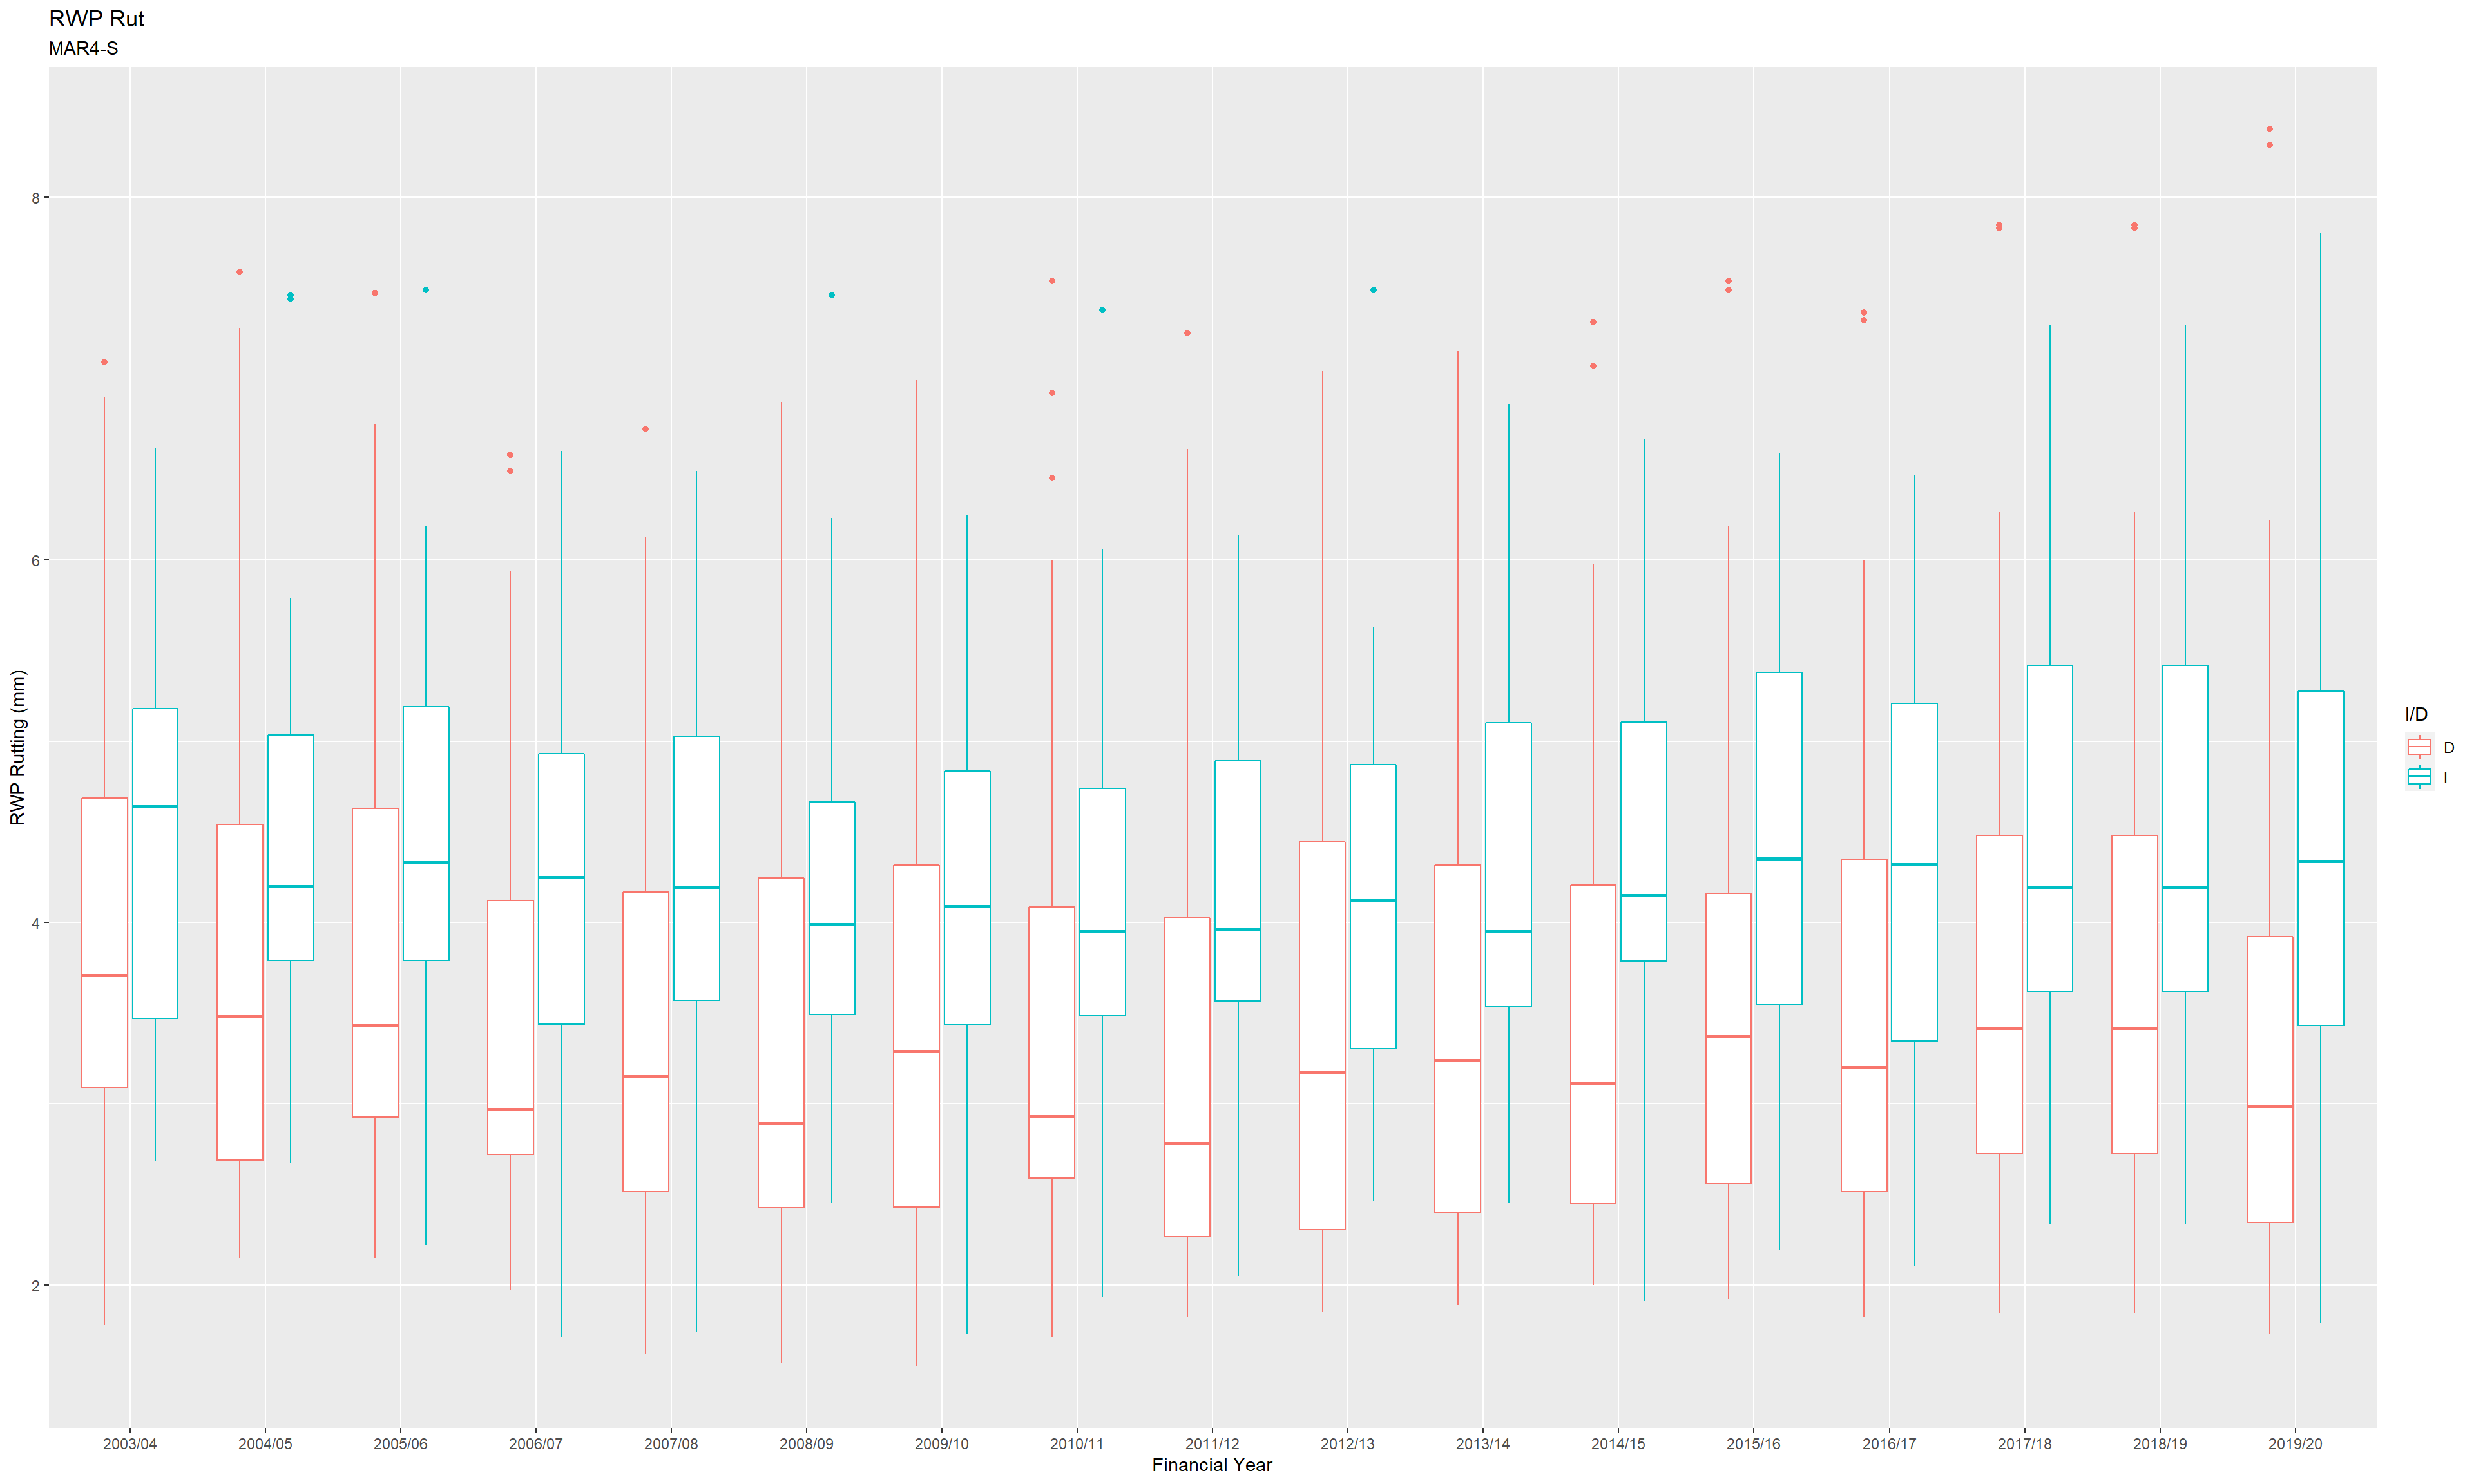 RWP Rut
MAR4-S
RWP Rutting (mm)
8
6
4
2
2003/04 2004/05 2005/06 2006/07 2007/08 2008/09 2009/10 2010/11 2011/12 2012/13 2013/14 2014/15 2015/16 2016/17 2017/18 2018/19 2019/20
Financial Year
I/D
D
I